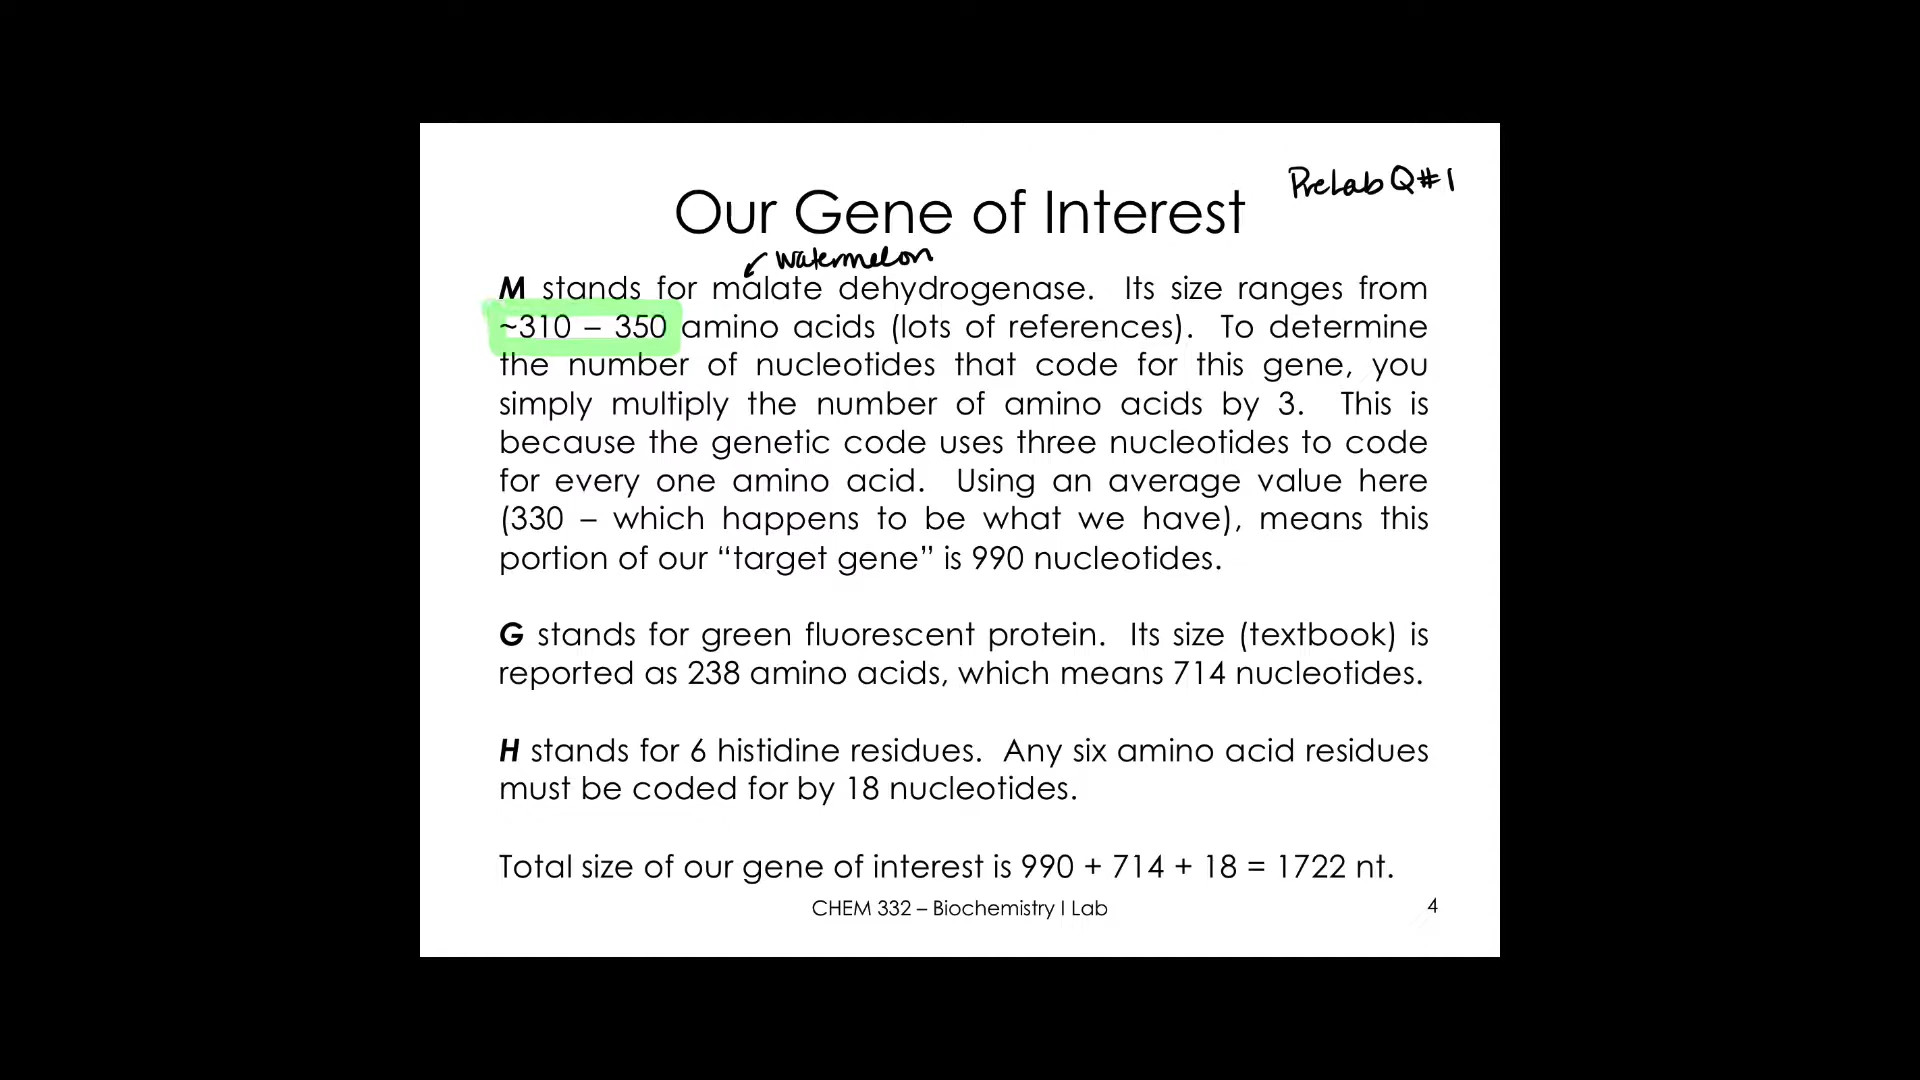 PreLab Q#1
Our Gene of Interest
watermelon
M stands for malate dehydrogenase. Its size ranges from
~310 – 350 amino acids (lots of references). To determine
the number of nucleotides that code for this gene, you
simply multiply the number of amino acids by 3. This is
because the genetic code uses three nucleotides to code
for every one amino acid. Using an average value here
(330 – which happens to be what we have), means this
portion of our “target gene” is 990 nucleotides.
G stands for green fluorescent protein. Its size (textbook) is
reported as 238 amino acids, which means 714 nucleotides.
H stands for 6 histidine residues. Any six amino acid residues
must be coded for by 18 nucleotides.
Total size of our gene of interest is 990 + 714 + 18 = 1722 nt.
CHEM 332 – Biochemistry I Lab
4